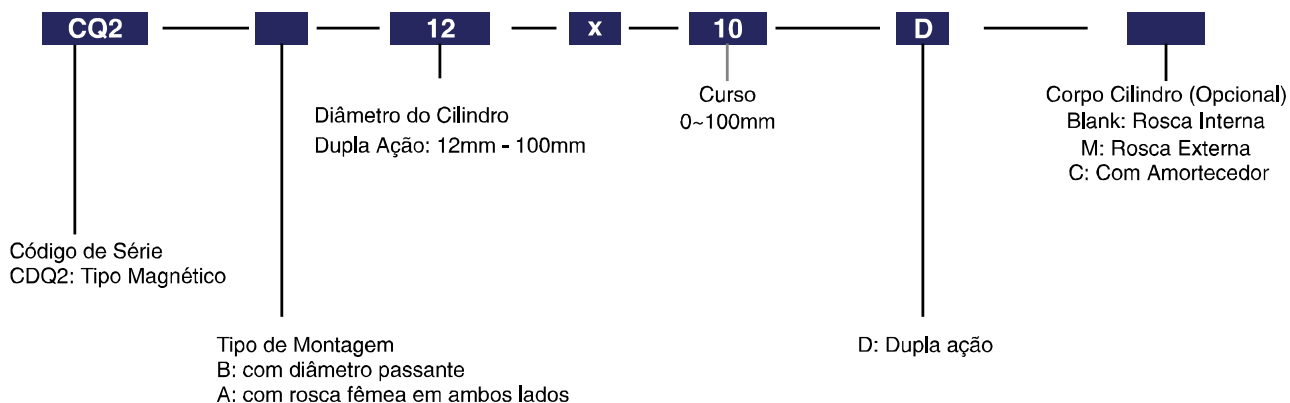 CQ2 12 x 10 D
Diâmetro do Cilindro
Dupla Ação: 12mm - 100mm
Curso
0~100mm
Corpo Cilindro (Opcional)
Blank: Rosca Interna
M: Rosca Externa
C: Com Amortecedor
Código de Série
CDQ2: Tipo Magnético
Tipo de Montagem
B: com diâmetro passante
A: com rosca fêmea em ambos lados
D: Dupla ação